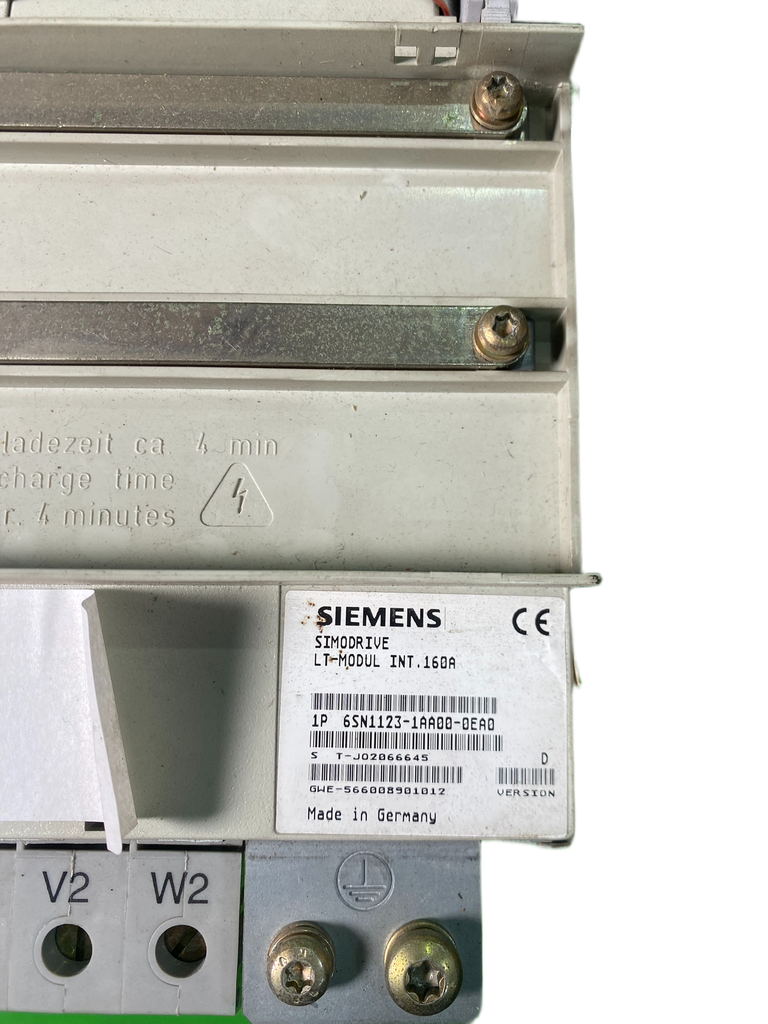 ladezeit ca. 4 min
charge time
r. 4 minutes
SIEMENS CE
SIMODRIVE
LT-MODUL INT.160A
1P 6SN1123-1AA00-0EA0
S T-J02066645 D
GWE-566008901012 VERSION
Made in Germany
V2 W2